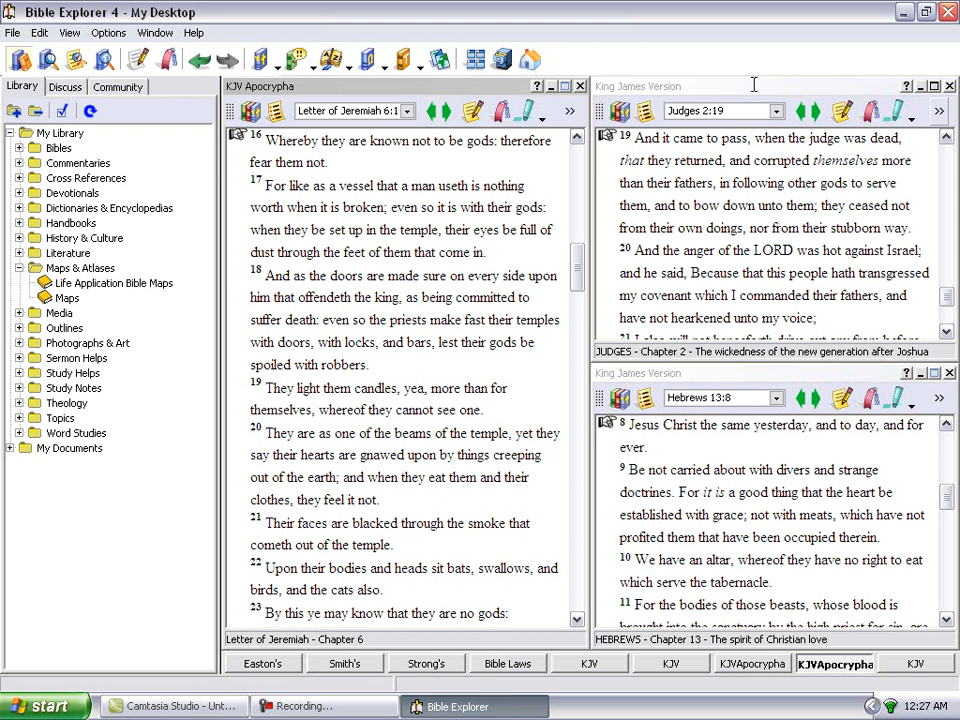 Bible Explorer 4 - My Desktop
File Edit View Options Window Help
Library Discuss Community
My Library
Bibles
Commentaries
Cross References
Devotionals
Dictionaries & Encyclopedias
Handbooks
History & Culture
Literature
Maps & Atlases
Life Application Bible Maps
Maps
Media
Outlines
Photographs & Art
Sermon Helps
Study Helps
Study Notes
Theology
Topics
Word Studies
My Documents
KJV Apocrypha
Letter of Jeremiah 6:1
16 Whereby they are known not to be gods: therefore
fear them not.
17 For like as a vessel that a man useth is nothing
worth when it is broken; even so it is with their gods:
when they be set up in the temple, their eyes be full of
dust through the feet of them that come in.
18 And as the doors are made sure on every side upon
him that offendeth the king, as being committed to
suffer death: even so the priests make fast their temples
with doors, with locks, and bars, lest their gods be
spoiled with robbers.
19 They light them candles, yea, more than for
themselves, whereof they cannot see one.
20 They are as one of the beams of the temple, yet they
say their hearts are gnawed upon by things creeping
out of the earth; and when they eat them and their
clothes, they feel it not.
21 Their faces are blacked through the smoke that
cometh out of the temple.
22 Upon their bodies and heads sit bats, swallows, and
birds, and the cats also.
23 By this ye may know that they are no gods:
Letter of Jeremiah - Chapter 6
King James Version
Judges 2:19
19 And it came to pass, when the judge was dead,
that they returned, and corrupted themselves more
than their fathers, in following other gods to serve
them, and to bow down unto them; they ceased not
from their own doings, nor from their stubborn way.
20 And the anger of the LORD was hot against Israel;
and he said, Because that this people hath transgressed
my covenant which I commanded their fathers, and
have not hearkened unto my voice;
21 I also will not henceforth drive out any from before
JUDGES - Chapter 2 - The wickedness of the new generation after Joshua
King James Version
Hebrews 13:8
8 Jesus Christ the same yesterday, and to day, and for
ever.
9 Be not carried about with divers and strange
doctrines. For it is a good thing that the heart be
established with grace; not with meats, which have not
profited them that have been occupied therein.
10 We have an altar, whereof they have no right to eat
which serve the tabernacle.
11 For the bodies of those beasts, whose blood is
brought into the sanctuary by the high priest for sin, are
HEBREWS - Chapter 13 - The spirit of Christian love
Easton's Smith's Strong's Bible Laws KJV KJV KJVApocrypha KJVApocrypha KJV
start Camtasia Studio - Unt... Recording... Bible Explorer 12:27 AM